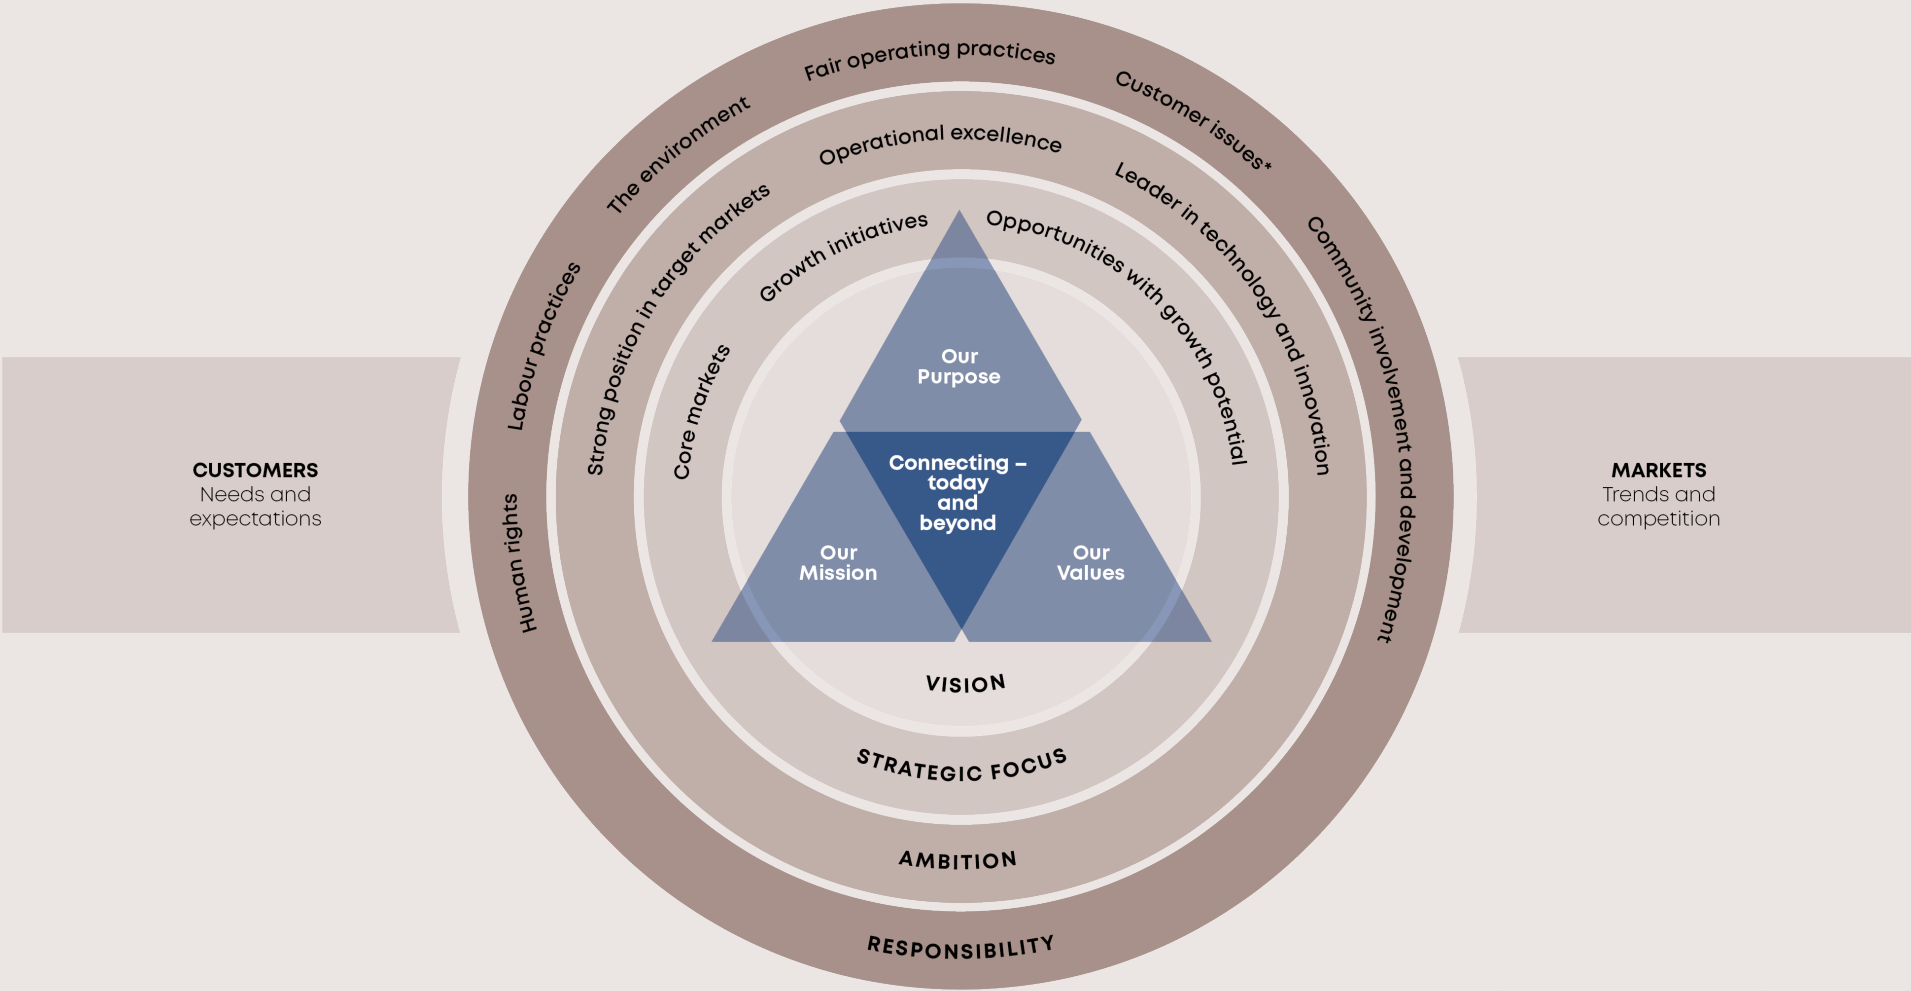 Fair operating practices
Customer issues*
The environment
Labour practices
Human rights
Community involvement and development
Operational excellence
Strong position in target markets
Leader in technology and innovation
Growth initiatives
Opportunities with growth potential
Core markets
Our
Purpose
Connecting –
today
and
beyond
Our
Mission
Our
Values
CUSTOMERS
Needs and
expectations
MARKETS
Trends and
competition
VISION
STRATEGIC FOCUS
AMBITION
RESPONSIBILITY